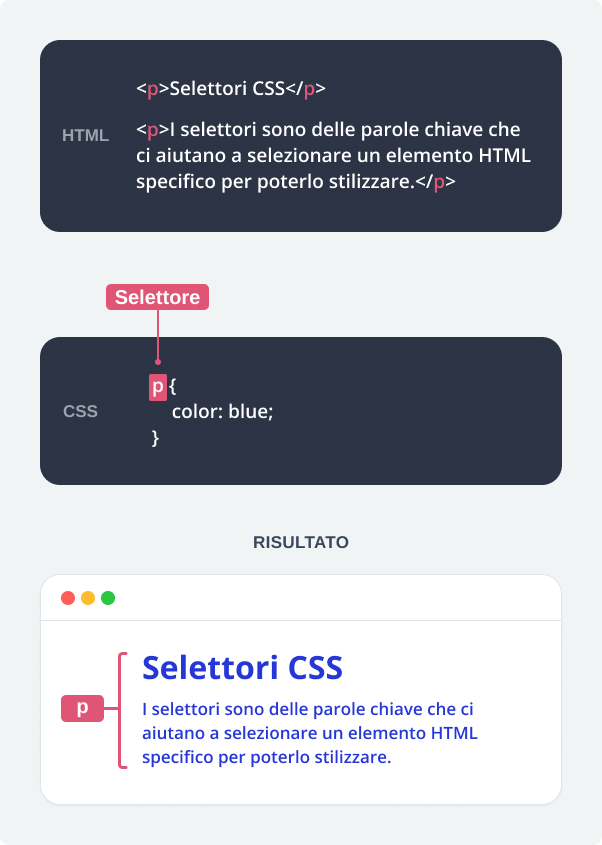 <p>Selettori CSS</p>
HTML
<p>I selettori sono delle parole chiave che
ci aiutano a selezionare un elemento HTML
specifico per poterlo stilizzare.</p>
Selettore
CSS
p {
color: blue;
}
RISULTATO
Selettori CSS
p
I selettori sono delle parole chiave che ci
aiutano a selezionare un elemento HTML
specifico per poterlo stilizzare.